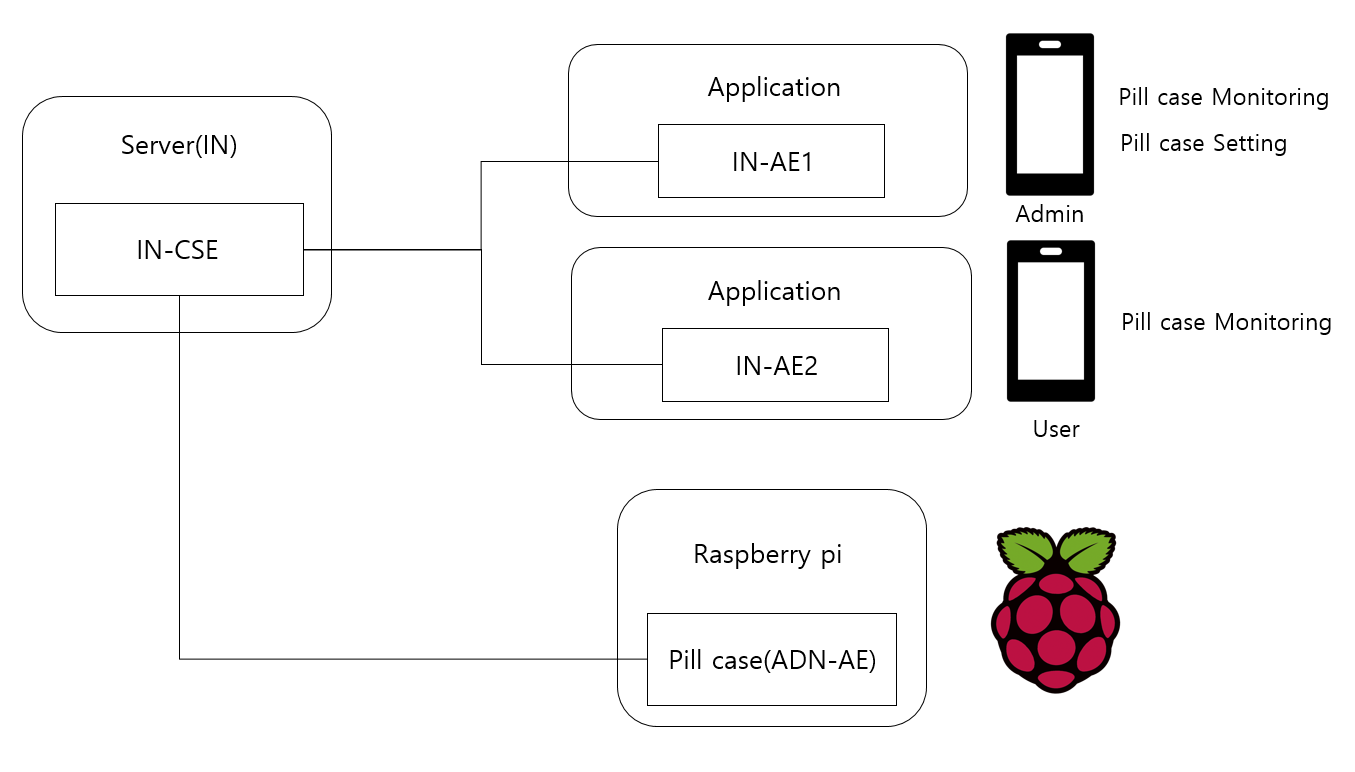 Server(IN)
IN-CSE
Application
IN-AE1
Admin
Pill case Monitoring
Pill case Setting
Application
IN-AE2
User
Pill case Monitoring
Raspberry pi
Pill case(ADN-AE)